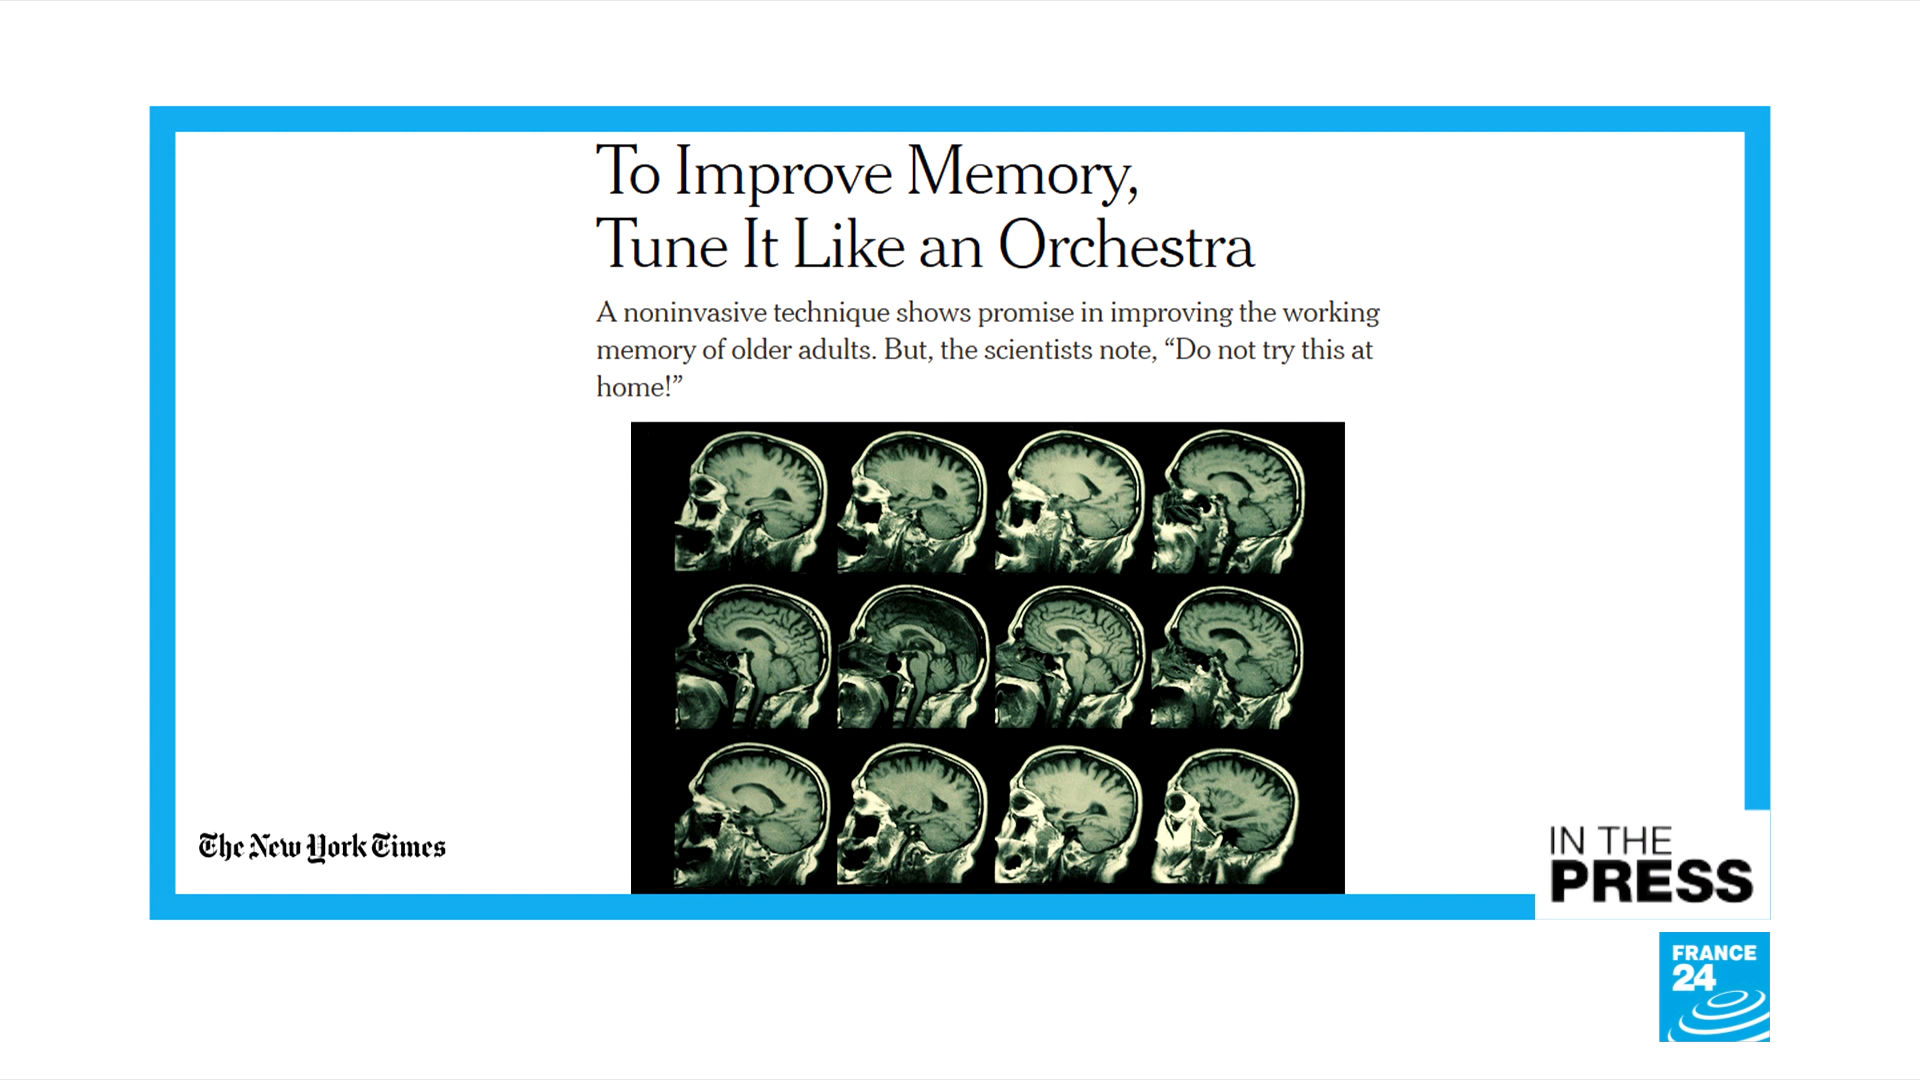 To Improve Memory,
Tune It Like an Orchestra
A noninvasive technique shows promise in improving the working
memory of older adults. But, the scientists note, “Do not try this at
home!”
The New York Times
IN THE
PRESS
FRANCE
24